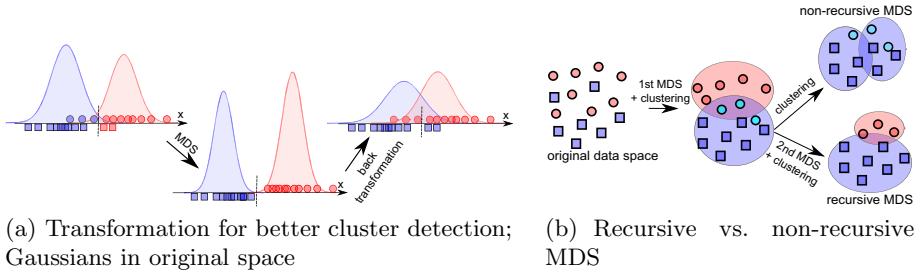 x
MDS
x
back
transformation
x
(a) Transformation for better cluster detection;
Gaussians in original space
original data space
1st MDS
+ clustering
clustering
2nd MDS
+ clustering
non-recursive MDS
recursive MDS
(b) Recursive vs. non-recursive
MDS